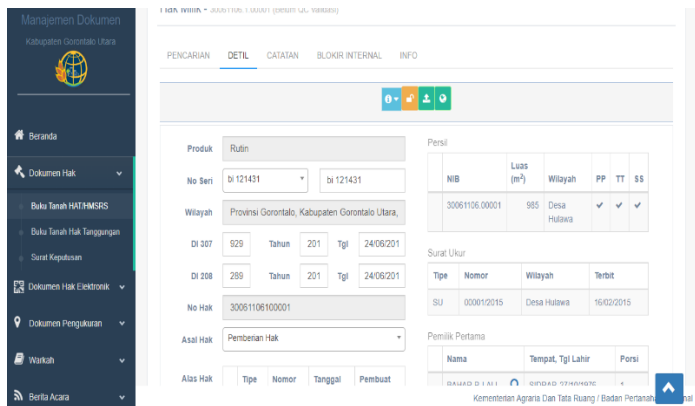 Manajemen Dokumen
Kabupaten Gorontalo Utara
PENCARIAN DETIL CATATAN BLOKIR INTERNAL INFO
Beranda
Dokumen Hak
Buku Tanah HAT/HMSRS
Buku Tanah Hak Tanggungan
Surat Keputusan
Dokumen Hak Elektronik
Dokumen Pengukuran
Warkah
Berita Acara
Produk Rutin
No Seri bi 121431 bi 121431
Wilayah Provinsi Gorontalo, Kabupaten Gorontalo Utara,
DI 307 929 Tahun 201 Tgl 24/06/201
DI 208 289 Tahun 201 Tgl 24/06/201
No Hak 30061106100001
Asal Hak Pemberian Hak
Alas Hak Tipe Nomor Tanggal Pembuat
Persil
NIB Luas (m²) Wilayah PP TT SS
30061106.00001 985 Desa Hulawa
Surat Ukur
Tipe Nomor Wilayah Terbit
SU 00001/2015 Desa Hulawa 16/02/2015
Pemilik Pertama
Nama Tempat, Tgl Lahir Porsi
Kementerian Agraria Dan Tata Ruang / Badan Pertanahan